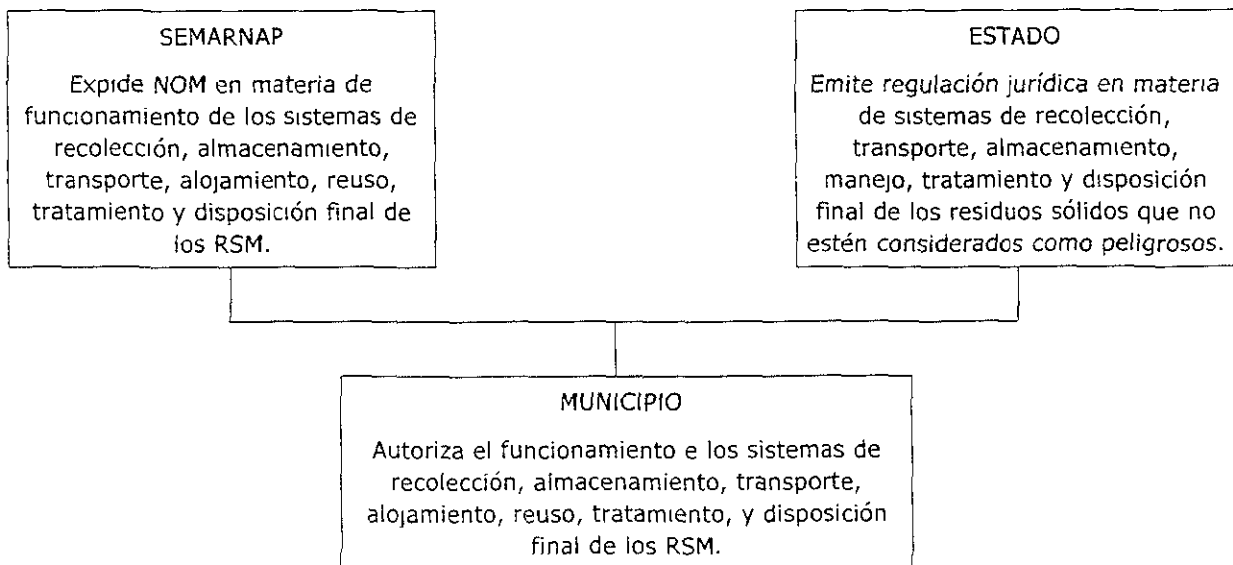 SEMARNAP
Expide NOM en materia de
funcionamiento de los sistemas de
recolección, almacenamiento,
transporte, alojamiento, reuso,
tratamiento y disposición final de
los RSM.
ESTADO
Emite regulación jurídica en materia
de sistemas de recolección,
transporte, almacenamiento,
manejo, tratamiento y disposición
final de los residuos sólidos que no
estén considerados como peligrosos.
MUNICIPIO
Autoriza el funcionamiento e los sistemas de
recolección, almacenamiento, transporte,
alojamiento, reuso, tratamiento, y disposición
final de los RSM.